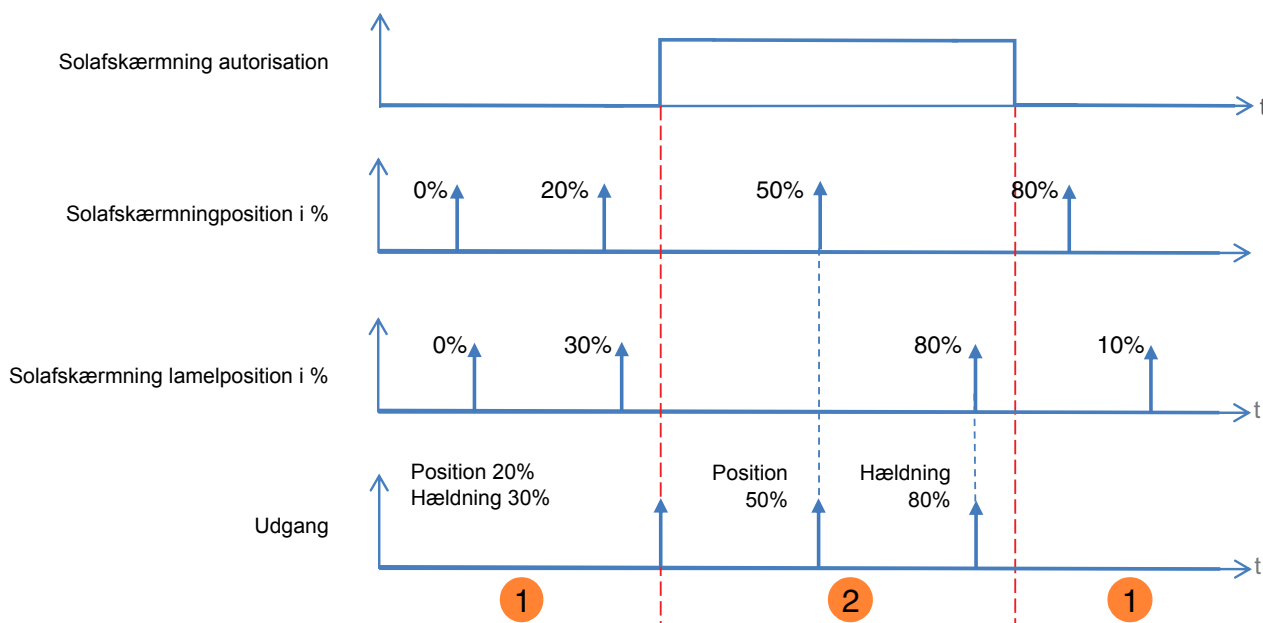 Solafskærmning autorisation
t
0%
20%
50%
80%
Solafskærmningposition i %
0%
30%
80%
10%
Solafskærmning lamelposition i %
t
Position 20%
Hældning 30%
Position
50%
Hældning
80%
Udgang
t
1
2
1